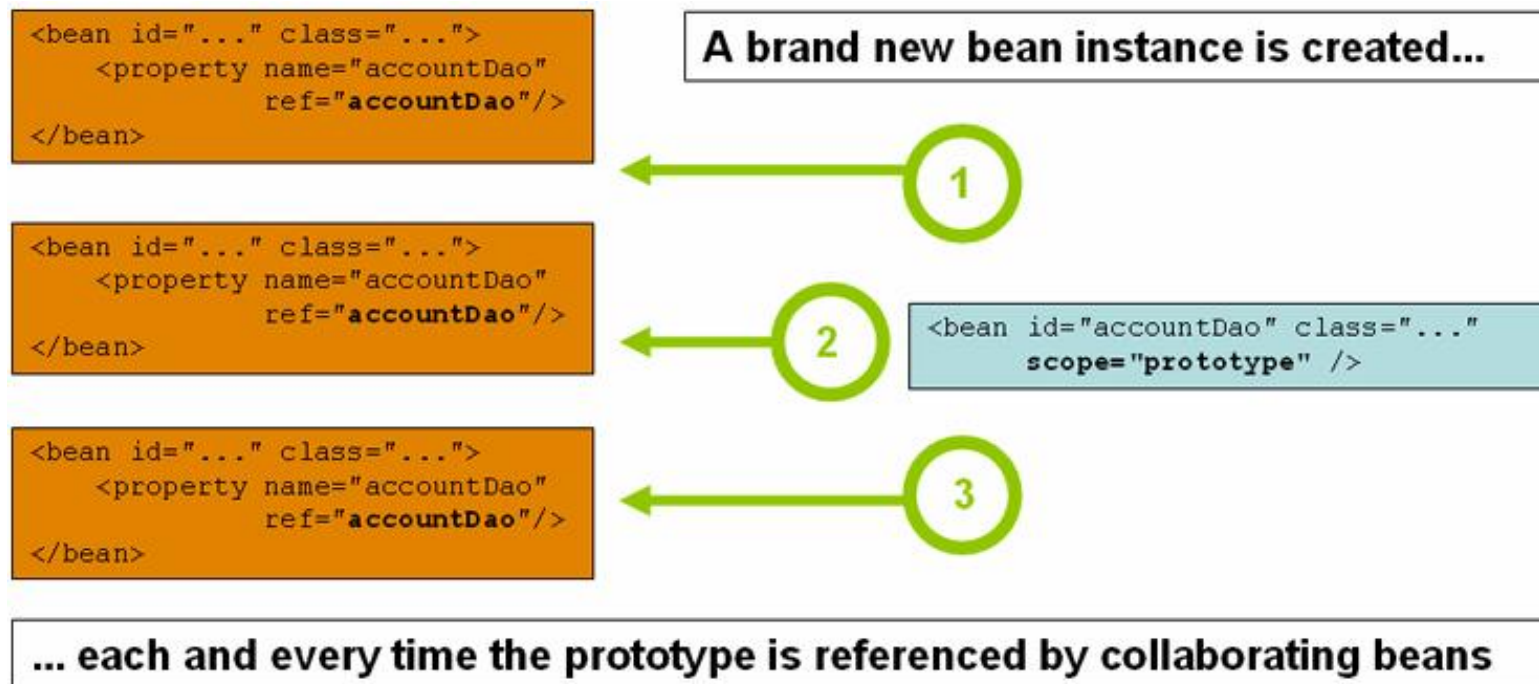 <bean id="..." class="...">
<property name="accountDao"
ref="accountDao"/>
</bean>
A brand new bean instance is created...
1
<bean id="..." class="...">
<property name="accountDao"
ref="accountDao"/>
</bean>
2
<bean id="accountDao" class="..."
scope="prototype" />
<bean id="..." class="...">
<property name="accountDao"
ref="accountDao"/>
</bean>
3
... each and every time the prototype is referenced by collaborating beans